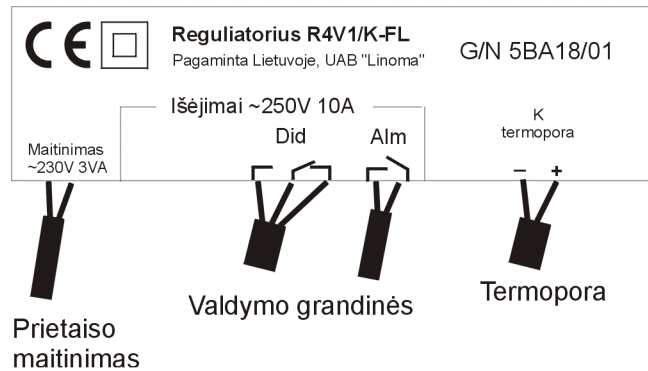 CE
Reguliatorius R4V1/K-FL
Pagaminta Lietuvoje, UAB "Linoma"
G/N 5BA18/01
Išėjimai ~250V 10A
Did
Alm
K
termopora
Maitinimas
~230V 3VA
– +
Valdymo grandinės
Termopora
Prietaiso
maitinimas